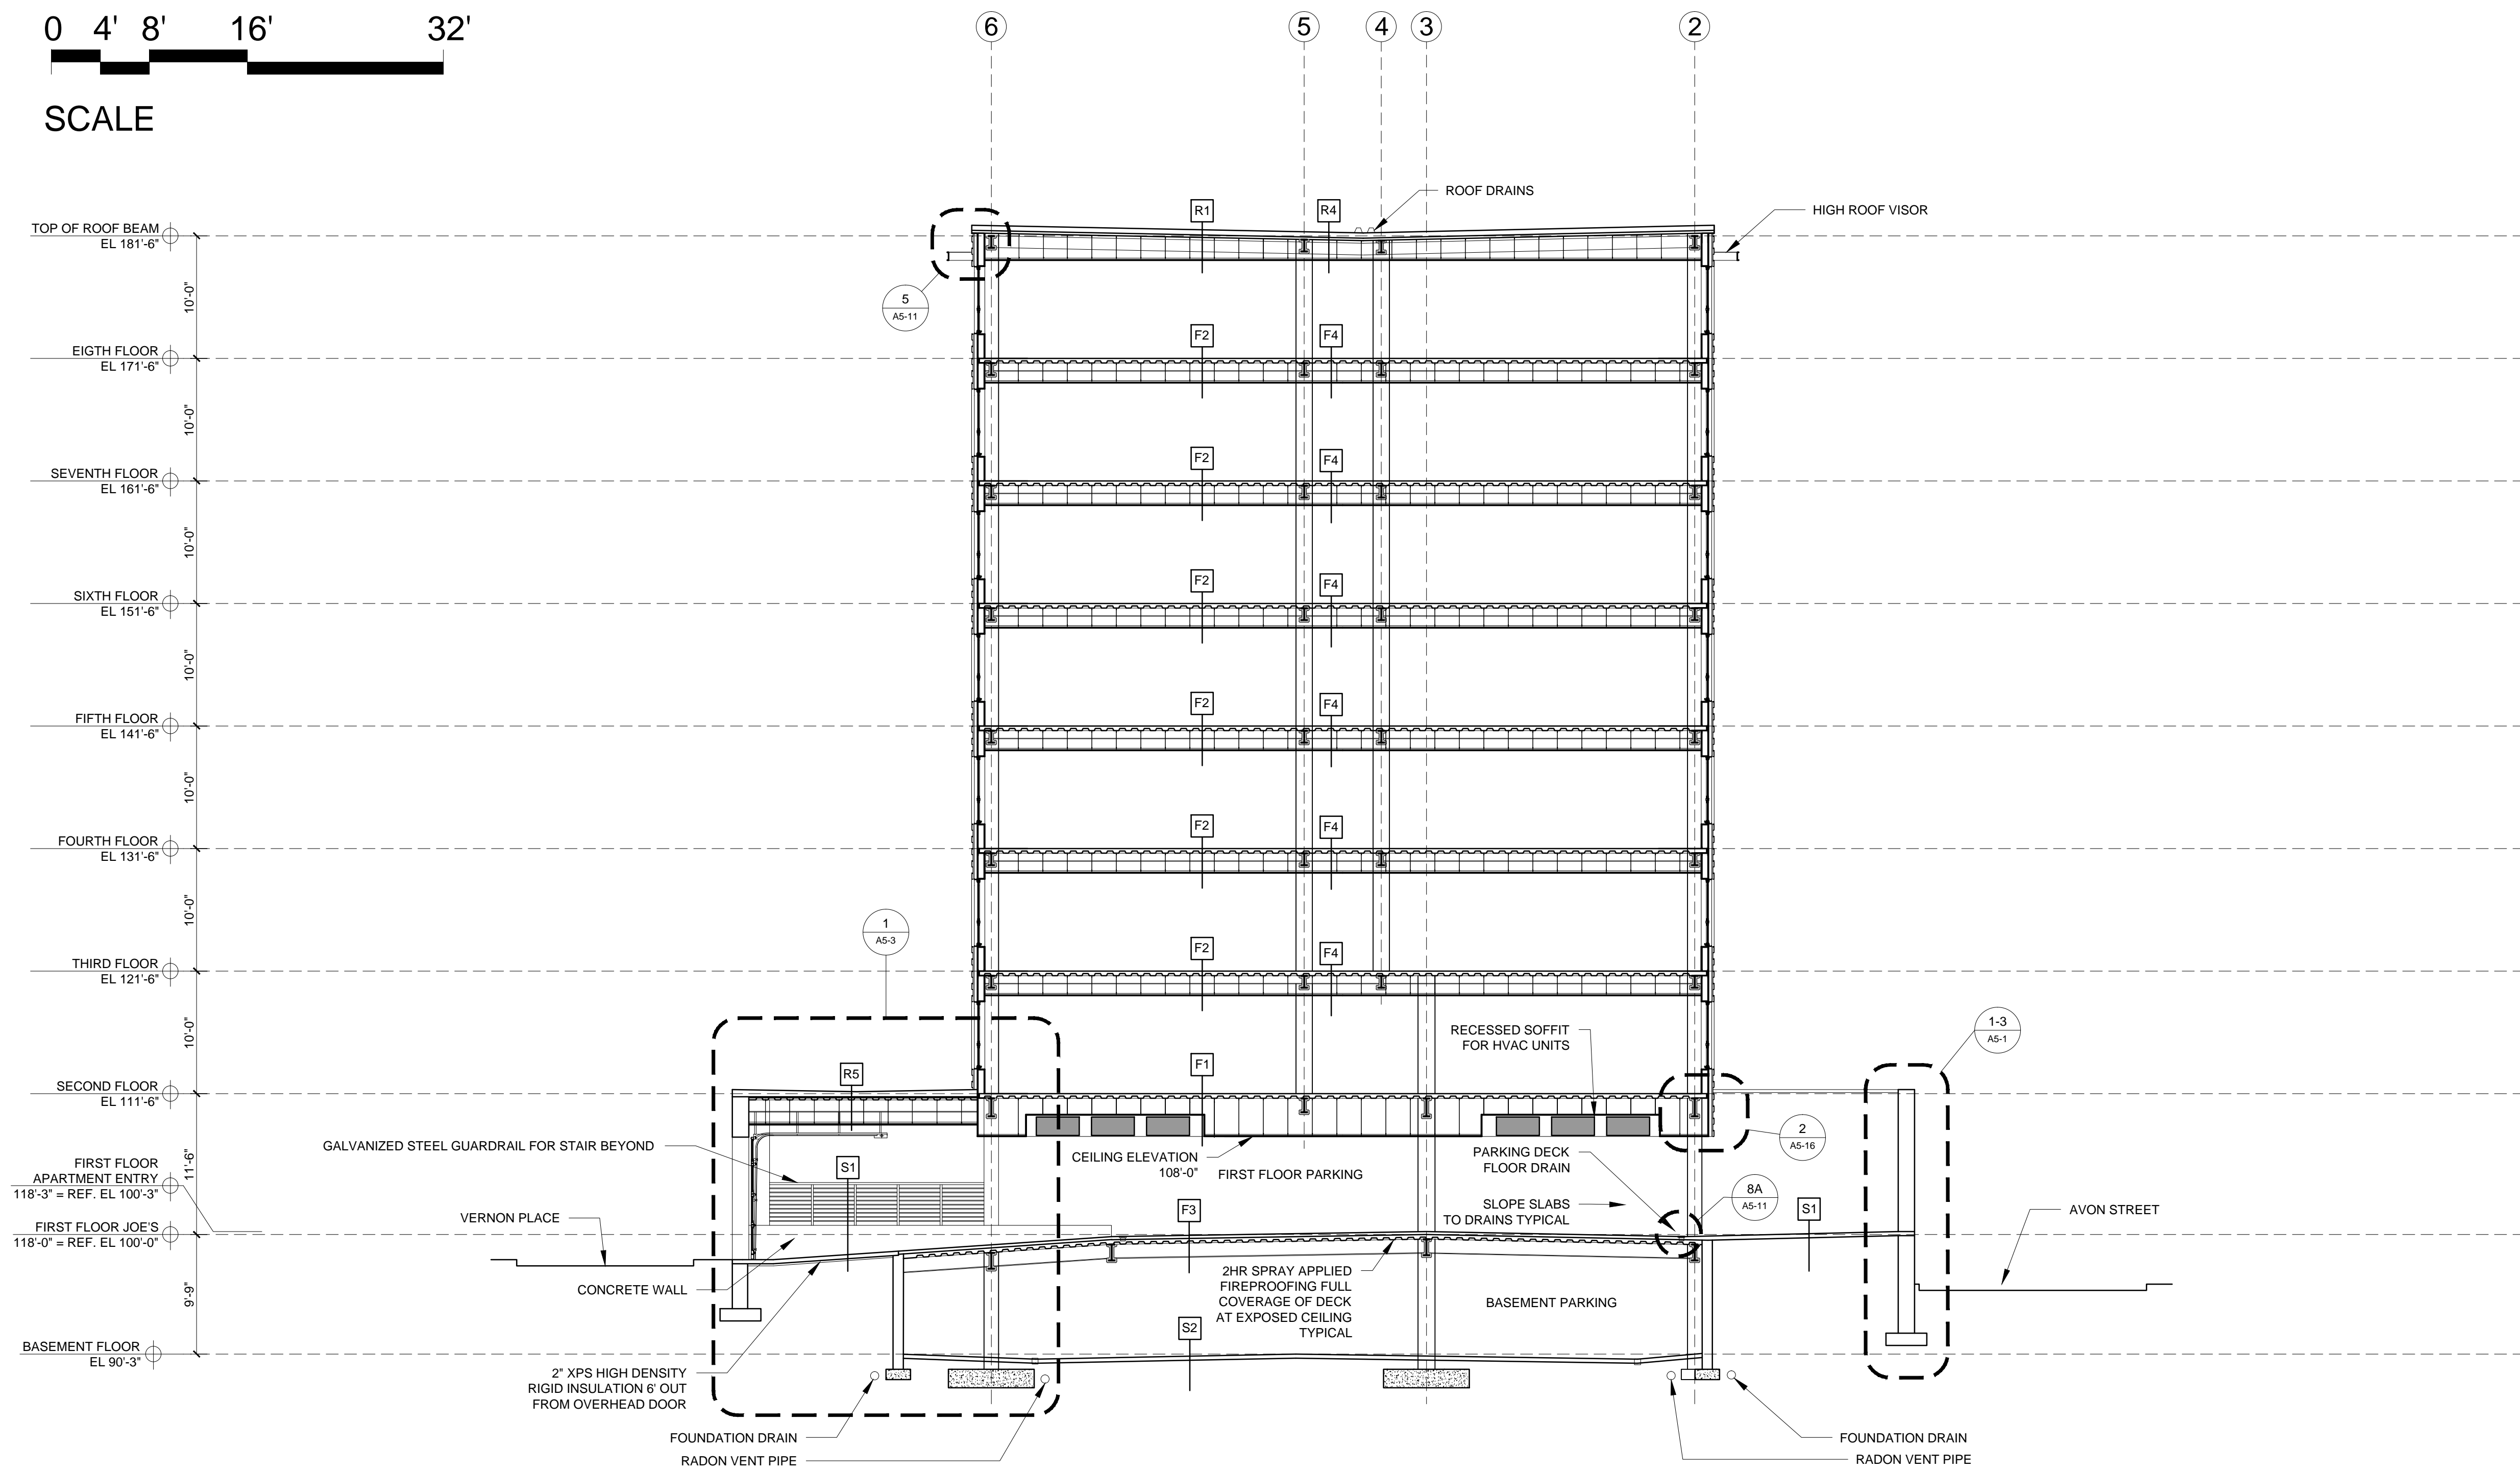 0 4' 8' 16' 32'
SCALE
6 5 4 3 2
ROOF DRAINS
HIGH ROOF VISOR
R1 R4
TOP OF ROOF BEAM
EL 181'-6"
10'-0"
5
A5-11
F2 F4
EIGTH FLOOR
EL 171'-6"
10'-0"
F2 F4
SEVENTH FLOOR
EL 161'-6"
10'-0"
F2 F4
SIXTH FLOOR
EL 151'-6"
10'-0"
F2 F4
FIFTH FLOOR
EL 141'-6"
10'-0"
F2 F4
FOURTH FLOOR
EL 131'-6"
10'-0"
1
A5-3
F2 F4
THIRD FLOOR
EL 121'-6"
10'-0"
RECESSED SOFFIT
FOR HVAC UNITS
1-3
A5-1
R5
F1
SECOND FLOOR
EL 111'-6"
11'-6"
GALVANIZED STEEL GUARDRAIL FOR STAIR BEYOND
S1
CEILING ELEVATION
108'-0"
FIRST FLOOR PARKING
PARKING DECK
FLOOR DRAIN
2
A5-16
FIRST FLOOR
APARTMENT ENTRY
118'-3" = REF. EL 100'-3"
FIRST FLOOR JOE'S
118'-0" = REF. EL 100'-0"
VERNON PLACE
F3
SLOPE SLABS
TO DRAINS TYPICAL
8A
A5-11
S1
AVON STREET
9'-9"
CONCRETE WALL
2HR SPRAY APPLIED
FIREPROOFING FULL
COVERAGE OF DECK
AT EXPOSED CEILING
TYPICAL
BASEMENT PARKING
S2
BASEMENT FLOOR
EL 90'-3"
2" XPS HIGH DENSITY
RIGID INSULATION 6' OUT
FROM OVERHEAD DOOR
FOUNDATION DRAIN
RADON VENT PIPE
FOUNDATION DRAIN
RADON VENT PIPE